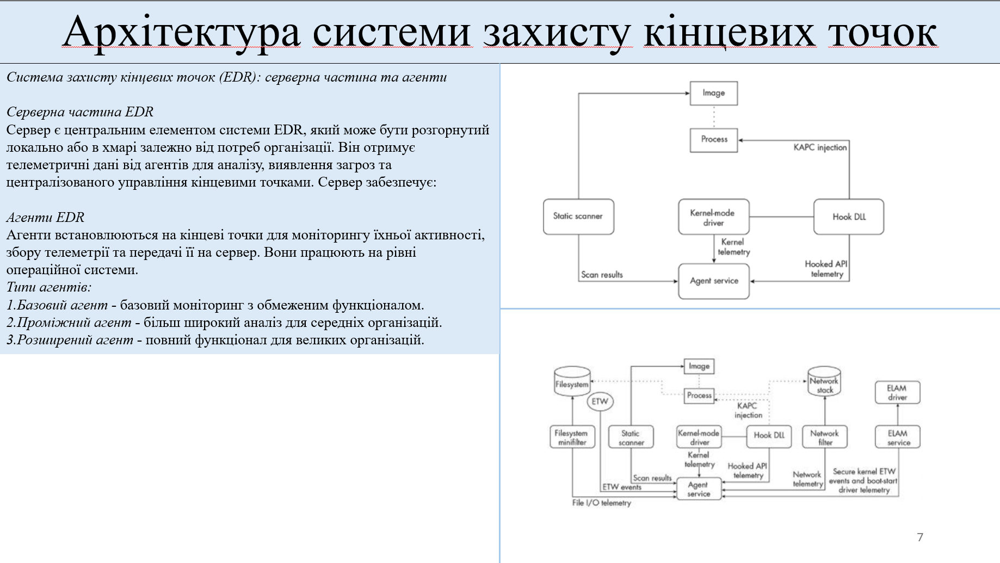 Архітектура системи захисту кінцевих точок
Система захисту кінцевих точок (EDR): серверна частина та агенти
Серверна частина EDR
Сервер є центральним елементом системи EDR, який може бути розгорнутий
локально або в хмарі залежно від потреб організації. Він отримує
телеметричні дані від агентів для аналізу, виявлення загроз та
централізованого управління кінцевими точками. Сервер забезпечує:
Агенти EDR
Агенти встановлюються на кінцеві точки для моніторингу їхньої активності,
збору телеметрії та передачі її на сервер. Вони працюють на рівні
операційної системи.
Типи агентів:
1.Базовий агент - базовий моніторинг з обмеженим функціоналом.
2.Проміжний агент - більш широкий аналіз для середніх організацій.
3.Розширений агент - повний функціонал для великих організацій.
Image
Process
KAPC injection
Static scanner
Kernel-mode
driver
Hook DLL
Kernel
telemetry
Hooked API
telemetry
Scan results
Agent service
Image
Filesystem
Network
stack
Process
ELAM
driver
ETW
KAPC
injection
Filesystem
minifilter
Static
scanner
Kernel-mode
driver
Hook DLL
Network
filter
ELAM
service
Kernel
telemetry
Hooked API
telemetry
Scan results
Network
telemetry
Secure kernel ETW
events and boot-start
driver telemetry
ETW events
Agent
service
File I/O telemetry
7